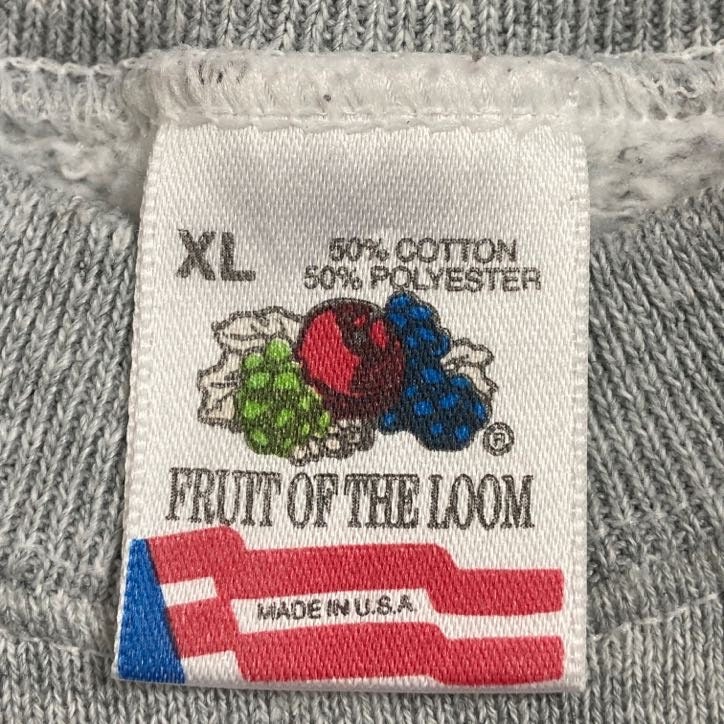 XL
50% COTTON
50% POLYESTER
®
FRUIT OF THE LOOM
MADE IN U.S.A.